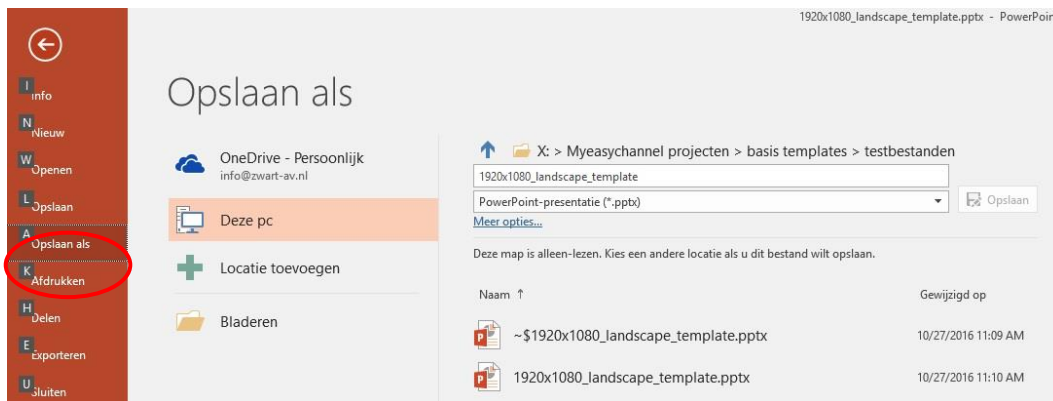 1920x1080_landscape_template.pptx - PowerPoin
I
Info
N
Nieuw
W
Openen
L
Opslaan
A
Opslaan als
K
Afdrukken
H
Delen
E
Exporteren
U
Sluiten
Opslaan als
OneDrive - Persoonlijk
info@zwart-av.nl
Deze pc
Locatie toevoegen
Bladeren
X: > Myeasychannel projecten > basis templates > testbestanden
1920x1080_landscape_template
PowerPoint-presentatie (*.pptx)
Opslaan
Meer opties...
Deze map is alleen-lezen. Kies een andere locatie als u dit bestand wilt opslaan.
Naam ↑ Gewijzigd op
~$1920x1080_landscape_template.pptx 10/27/2016 11:09 AM
1920x1080_landscape_template.pptx 10/27/2016 11:10 AM